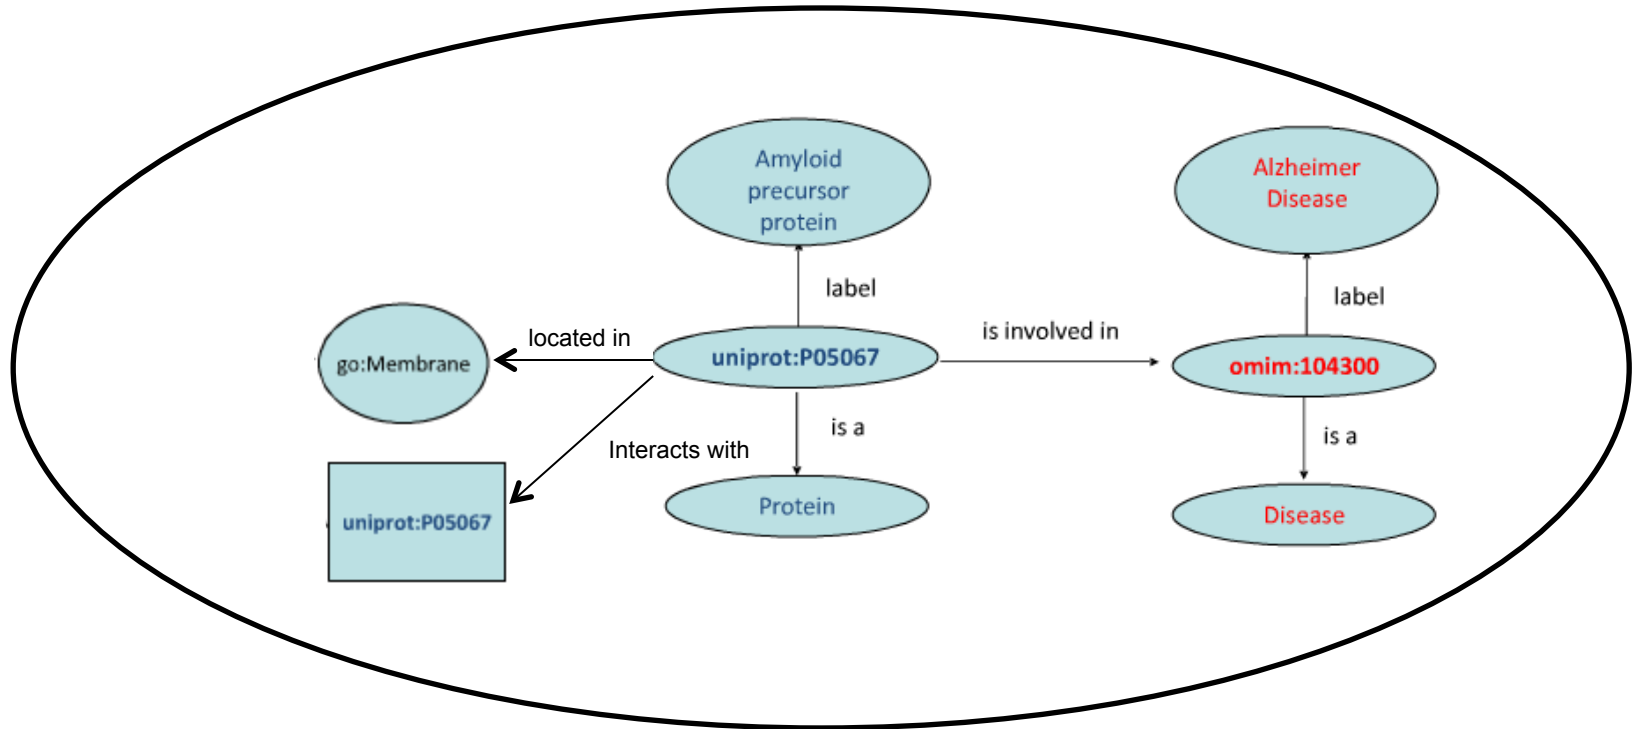 Amyloid
precursor
protein
Alzheimer
Disease
label
label
located in
is involved in
go:Membrane
uniprot:P05067
omim:104300
is a
is a
Interacts with
uniprot:P05067
Protein
Disease